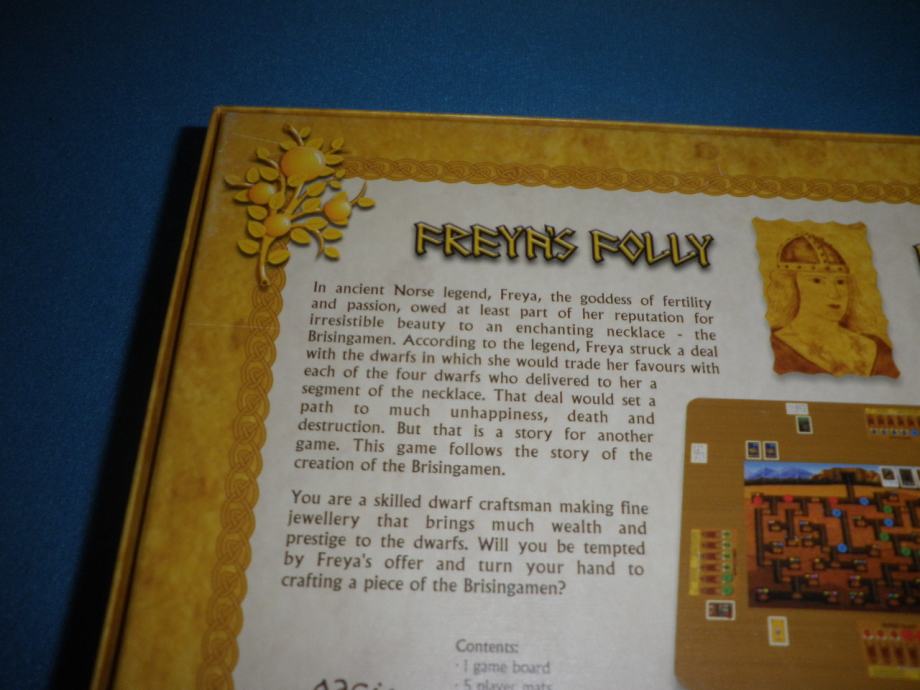 FREYA'S FOLLY
In ancient Norse legend, Freya, the goddess of fertility
and passion, owed at least part of her reputation for
irresistible beauty to an enchanting necklace - the
Brisingamen. According to the legend, Freya struck a deal
with the dwarfs in which she would trade her favours with
each of the four dwarfs who delivered to her a
segment of the necklace. That deal would set a
path to much unhappiness, death and
destruction. But that is a story for another
game. This game follows the story of the
creation of the Brisingamen.
You are a skilled dwarf craftsman making fine
jewellery that brings much wealth and
prestige to the dwarfs. Will you be tempted
by Freya's offer and turn your hand to
crafting a piece of the Brisingamen?
Contents:
· 1 game board
· 5 player mats